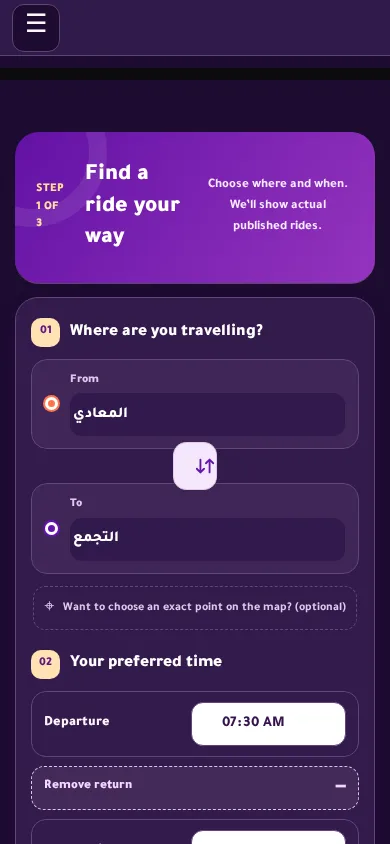 ☰
STEP
1 OF
3
Find a
ride your
way
Choose where and when.
We'll show actual
published rides.
01 Where are you travelling?
From
المعادي
To
التجمع
⌖ Want to choose an exact point on the map? (optional)
02 Your preferred time
Departure 07:30 AM
Remove return −